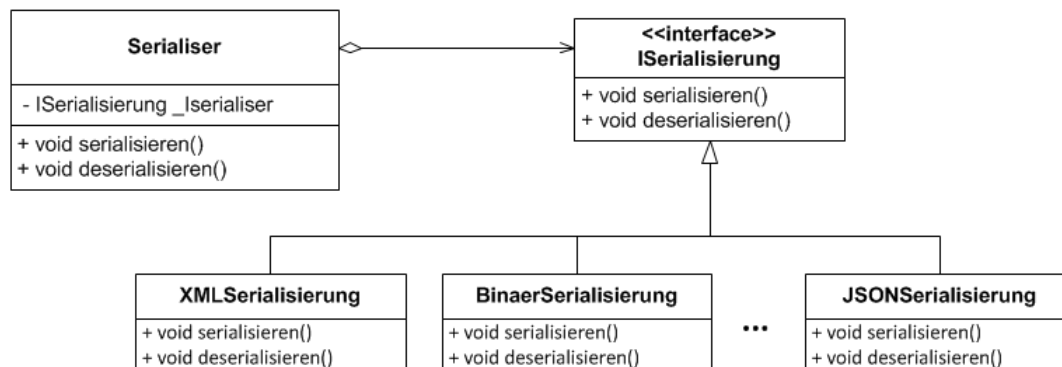 Serialiser
- ISerialisierung _Iserialiser
+ void serialisieren()
+ void deserialisieren()
<<interface>>
ISerialisierung
+ void serialisieren()
+ void deserialisieren()
XMLSerialisierung
+ void serialisieren()
+ void deserialisieren()
BinaerSerialisierung
+ void serialisieren()
+ void deserialisieren()
...
JSONSerialisierung
+ void serialisieren()
+ void deserialisieren()